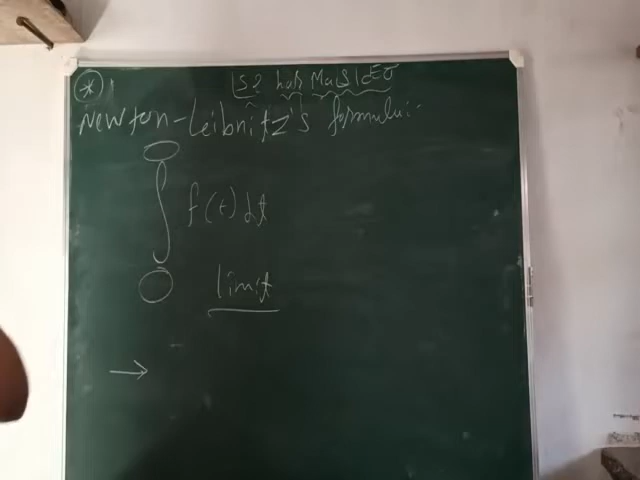 Newton-Leibnitz's formula:
∫ f(t) dt
limit
→